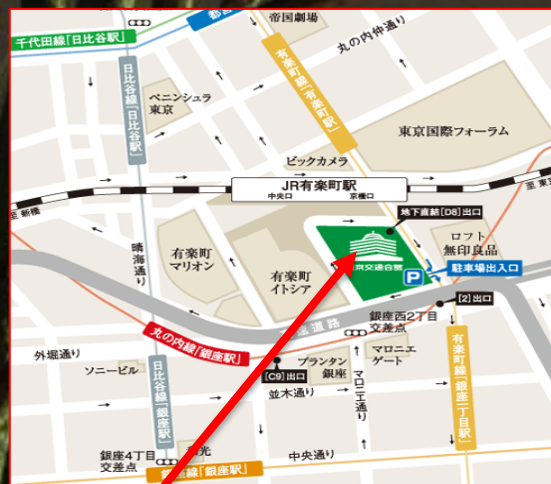 帝国劇場
千代田線「日比谷駅」
丸の内仲通り
有楽町線「有楽町駅」
日比谷線「日比谷駅」
ペニンシュラ
東京
東京国際フォーラム
ビックカメラ
JR有楽町駅
中央口
京橋口
至 新橋
地下直結[D8]出口
ロフト
無印良品
晴海通り
有楽町
マリオン
有楽町
イトシア
京交通会館
P
駐車場出入口
[2]出口
道路
銀座西2丁目
交差点
丸の内線「銀座駅」
外堀通り
マロニエ
ゲート
ソニービル
プランタン
銀座
[C9]出口
並木通り
マロニエ通り
日比谷線「銀座駅」
有楽町線「銀座一丁目駅」
銀座4丁目
交差点
光
中央通り
銀座線「銀座駅」